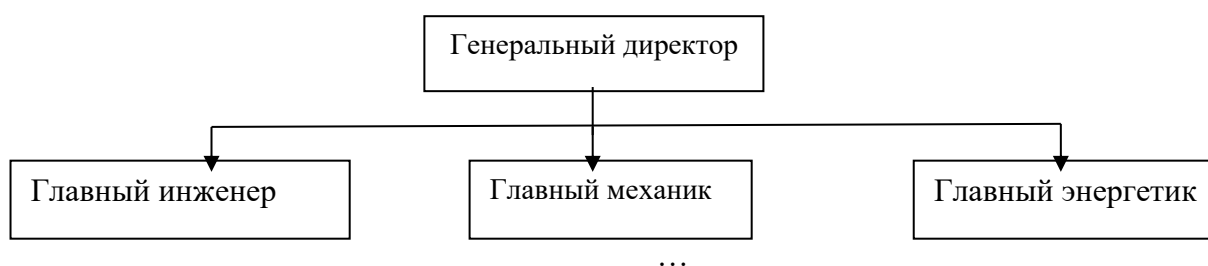 Генеральный директор
Главный инженер
Главный механик
Главный энергетик
…